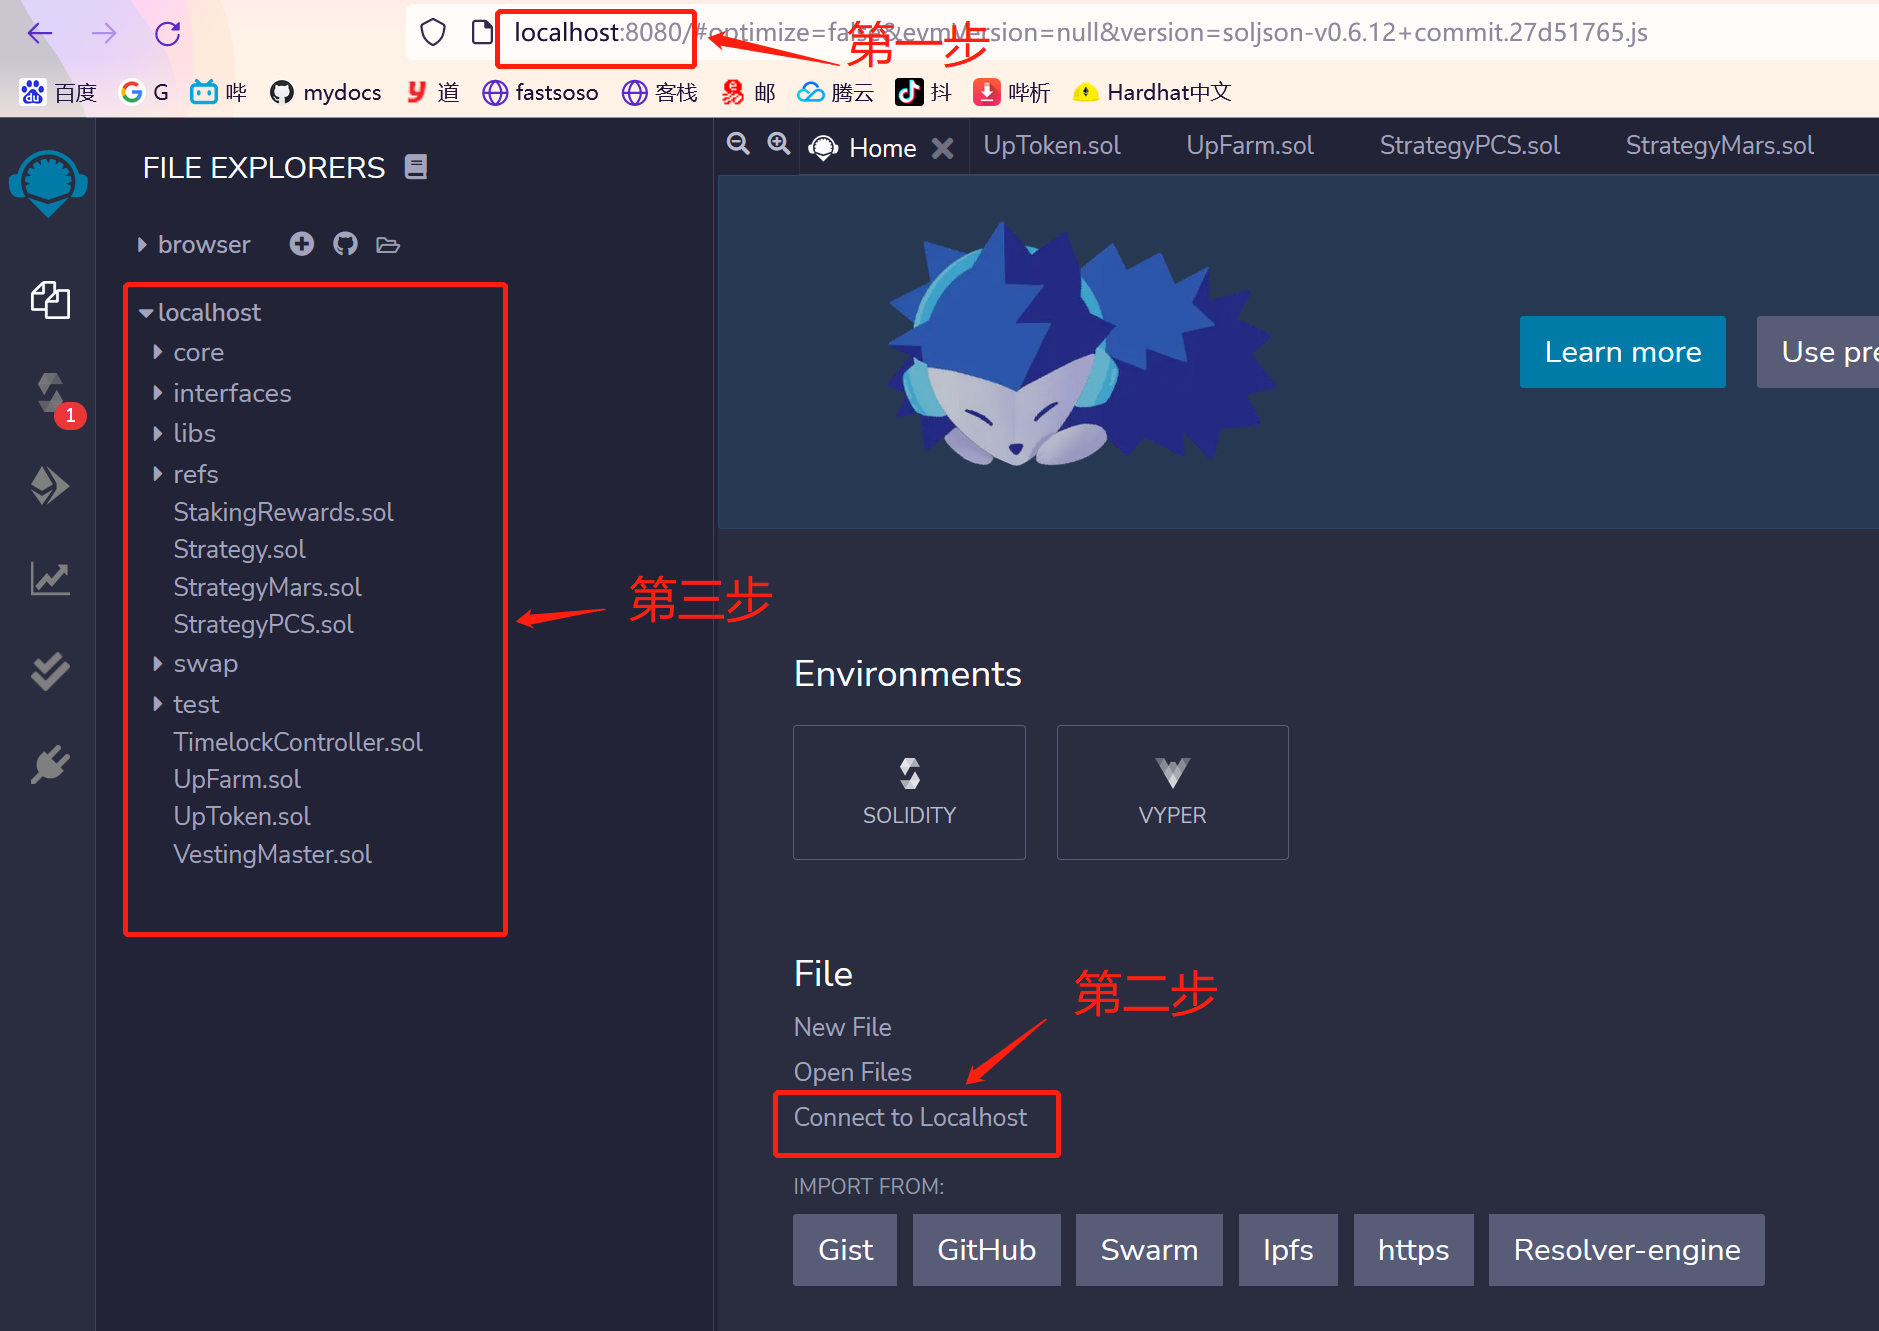 localhost:8080/#optimize=false&evmVersion=null&version=soljson-v0.6.12+commit.27d51765.js
第一步
百度 G 哔 mydocs 道 fastsoso 客栈 邮 腾云 抖 哔析 Hardhat中文
FILE EXPLORERS
Home UpToken.sol UpFarm.sol StrategyPCS.sol StrategyMars.sol
browser
localhost
core
interfaces
libs
refs
StakingRewards.sol
Strategy.sol
StrategyMars.sol
StrategyPCS.sol
swap
test
TimelockController.sol
UpFarm.sol
UpToken.sol
VestingMaster.sol
1
第三步
Learn more
Use pre
Environments
SOLIDITY
VYPER
File
第二步
New File
Open Files
Connect to Localhost
IMPORT FROM:
Gist GitHub Swarm Ipfs https Resolver-engine